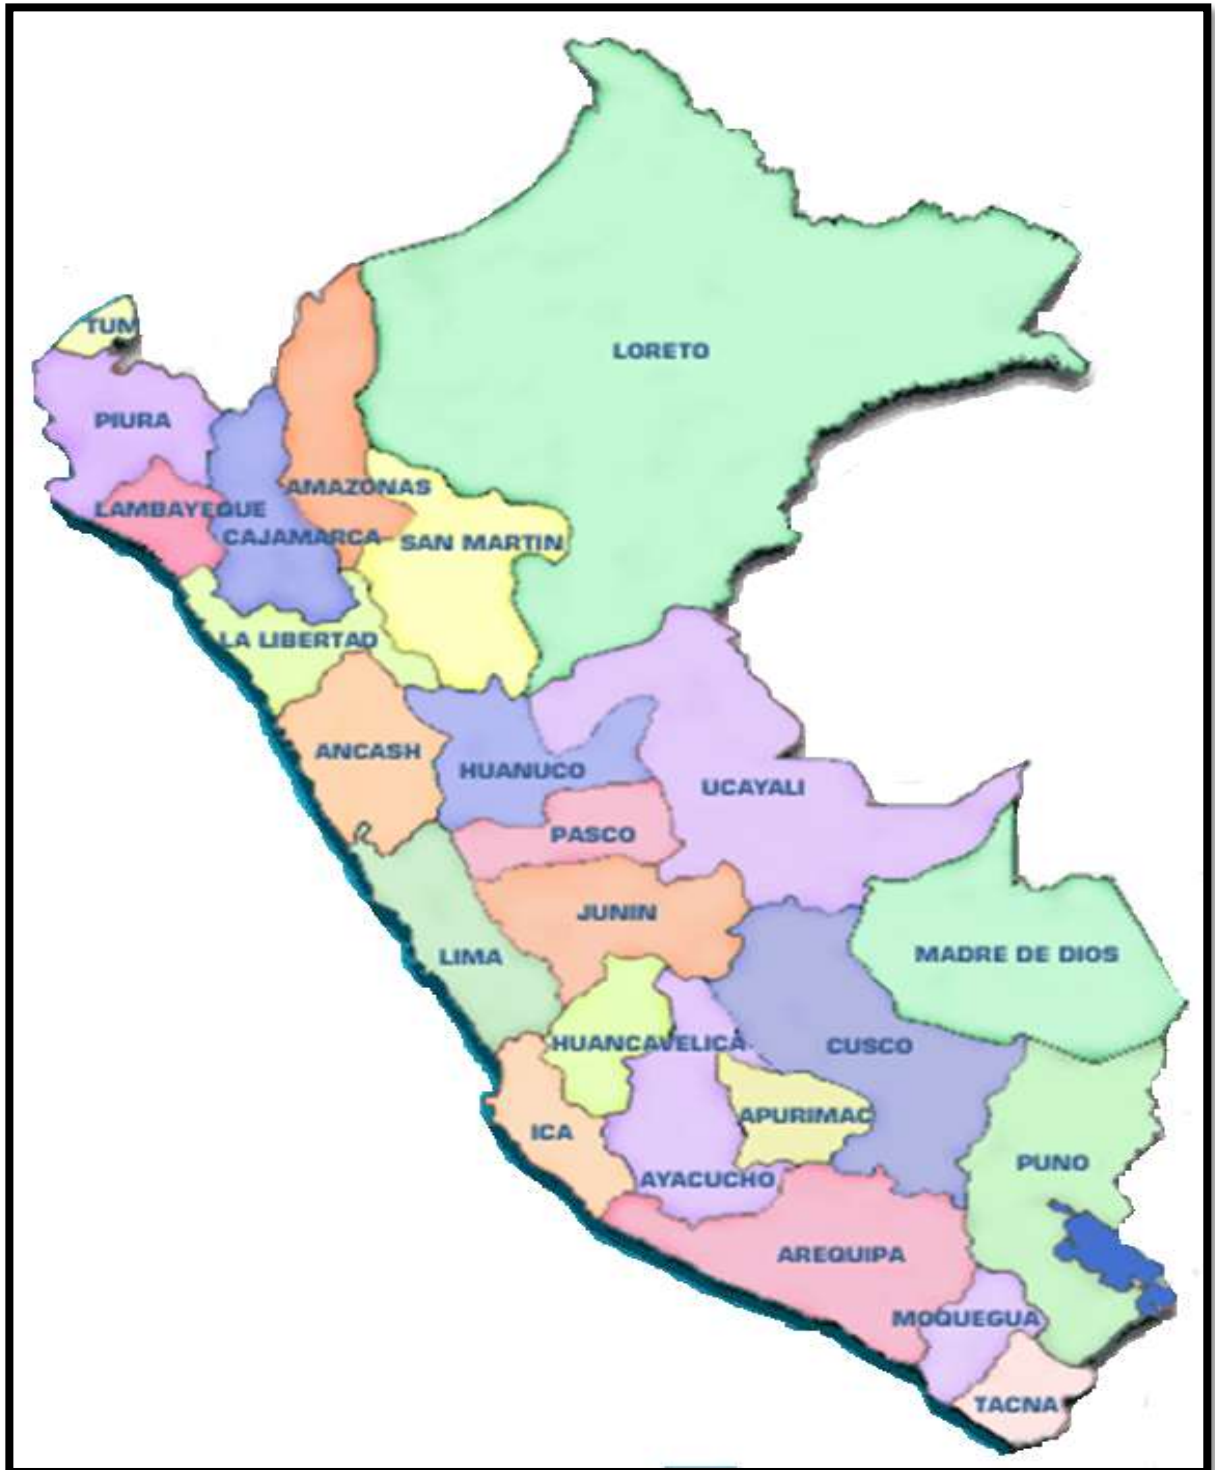 TUM
LORETO
PIURA
AMAZONAS
LAMBAYEQUE
CAJAMARCA
SAN MARTIN
LA LIBERTAD
ANCASH
HUANUCO
UCAYALI
PASCO
JUNIN
LIMA
MADRE DE DIOS
HUANCAVELICA
CUSCO
APURIMAC
ICA
PUNO
AYACUCHO
AREQUIPA
MOQUEGUA
TACNA